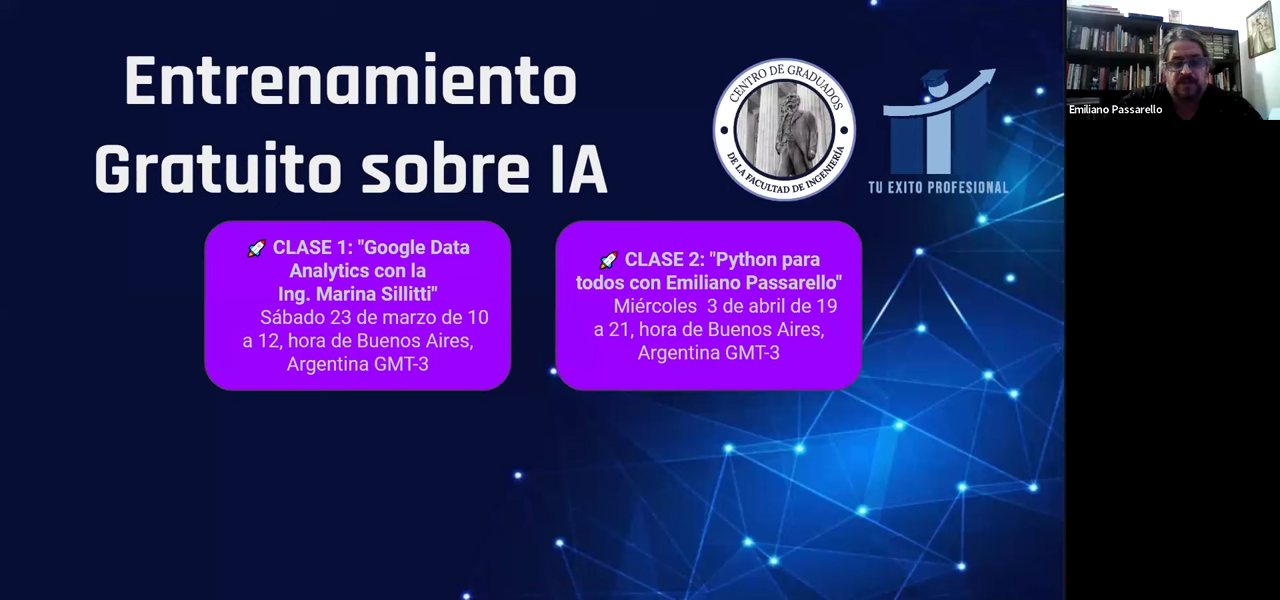 Entrenamiento
Gratuito sobre IA
CENTRO DE GRADUADOS
DE LA FACULTAD DE INGENIERÍA
TU EXITO PROFESIONAL
🚀 CLASE 1: "Google Data
Analytics con la
Ing. Marina Sillitti"
Sábado 23 de marzo de 10
a 12, hora de Buenos Aires,
Argentina GMT-3
🚀 CLASE 2: "Python para
todos con Emiliano Passarello"
Miércoles 3 de abril de 19
a 21, hora de Buenos Aires,
Argentina GMT-3
Emiliano Passarello